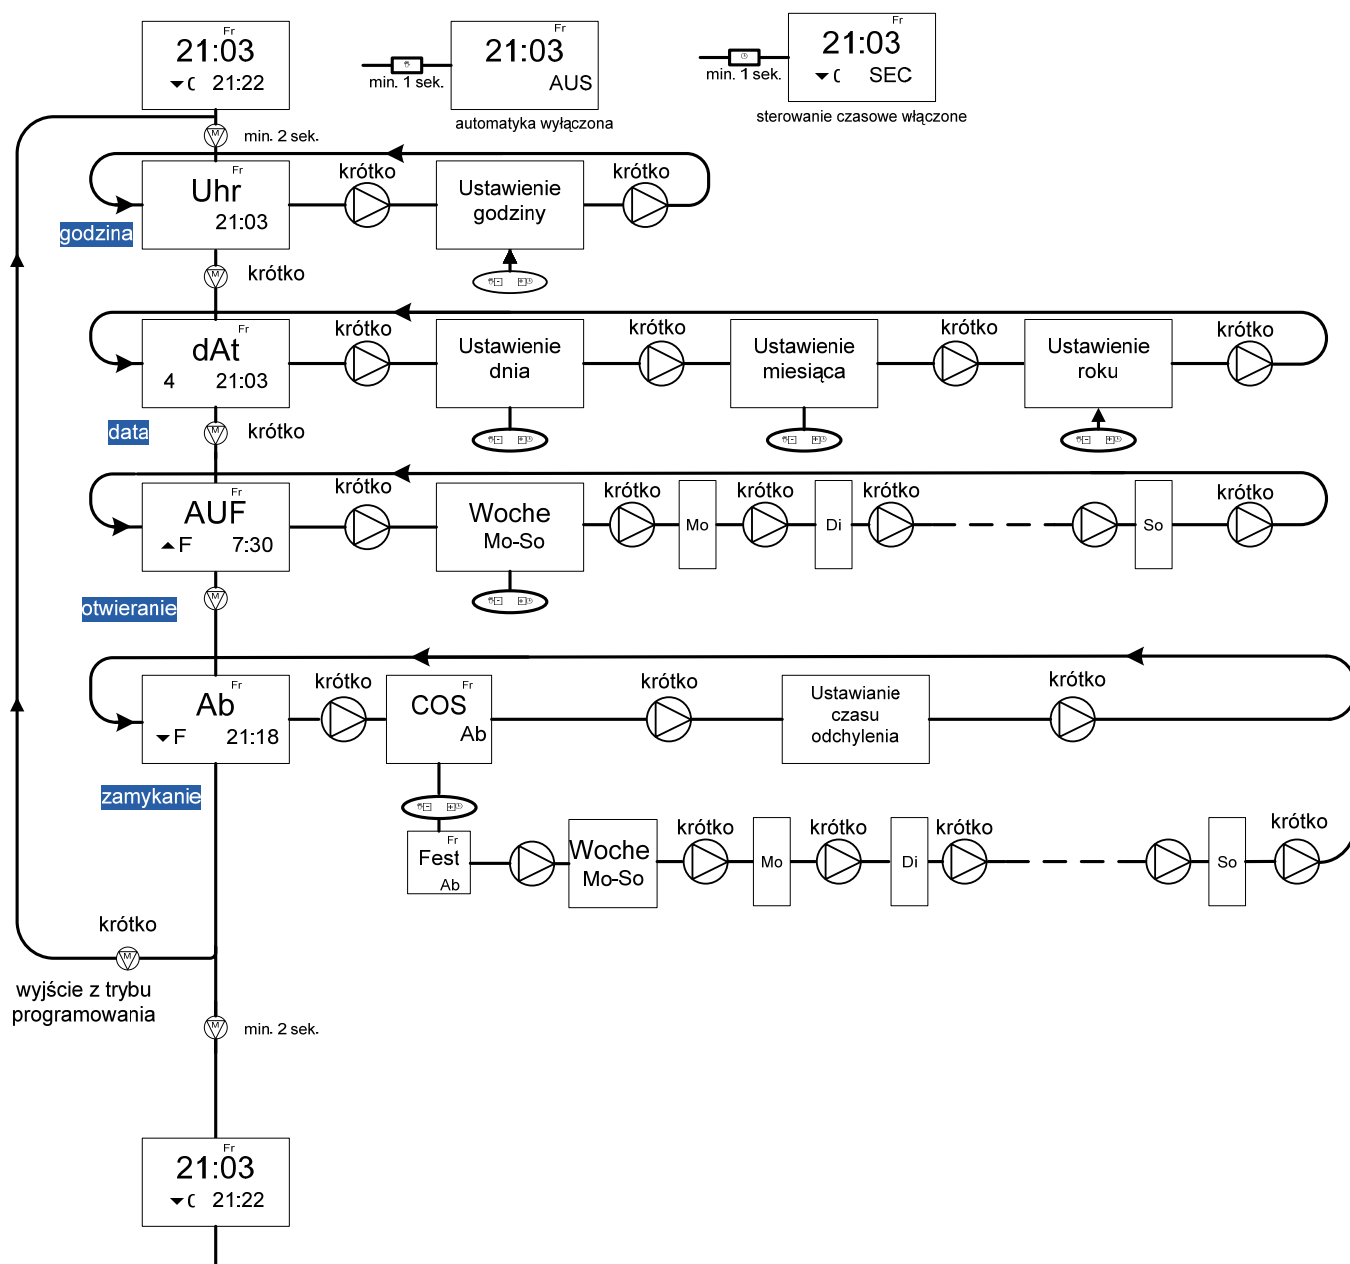 Fr
21:03
C 21:22
min. 1 sek.
Fr
21:03
AUS
automatyka wyłączona
min. 1 sek.
Fr
21:03
C SEC
sterowanie czasowe włączone
M
min. 2 sek.
Fr
Uhr
21:03
godzina
krótko
Ustawienie
godziny
krótko
M
krótko
Fr
dAt
4 21:03
data
krótko
Ustawienie
dnia
krótko
Ustawienie
miesiąca
krótko
Ustawienie
roku
krótko
M
krótko
Fr
AUF
F 7:30
otwieranie
krótko
Woche
Mo-So
krótko
Mo
krótko
Di
krótko
So
krótko
M
Fr
Ab
F 21:18
zamykanie
krótko
Fr
COS
Ab
krótko
Ustawianie
czasu
odchylenia
krótko
Fr
Fest
Ab
Woche
Mo-So
krótko
Mo
krótko
Di
krótko
So
krótko
krótko
M
wyjście z trybu
programowania
M
min. 2 sek.
Fr
21:03
C 21:22